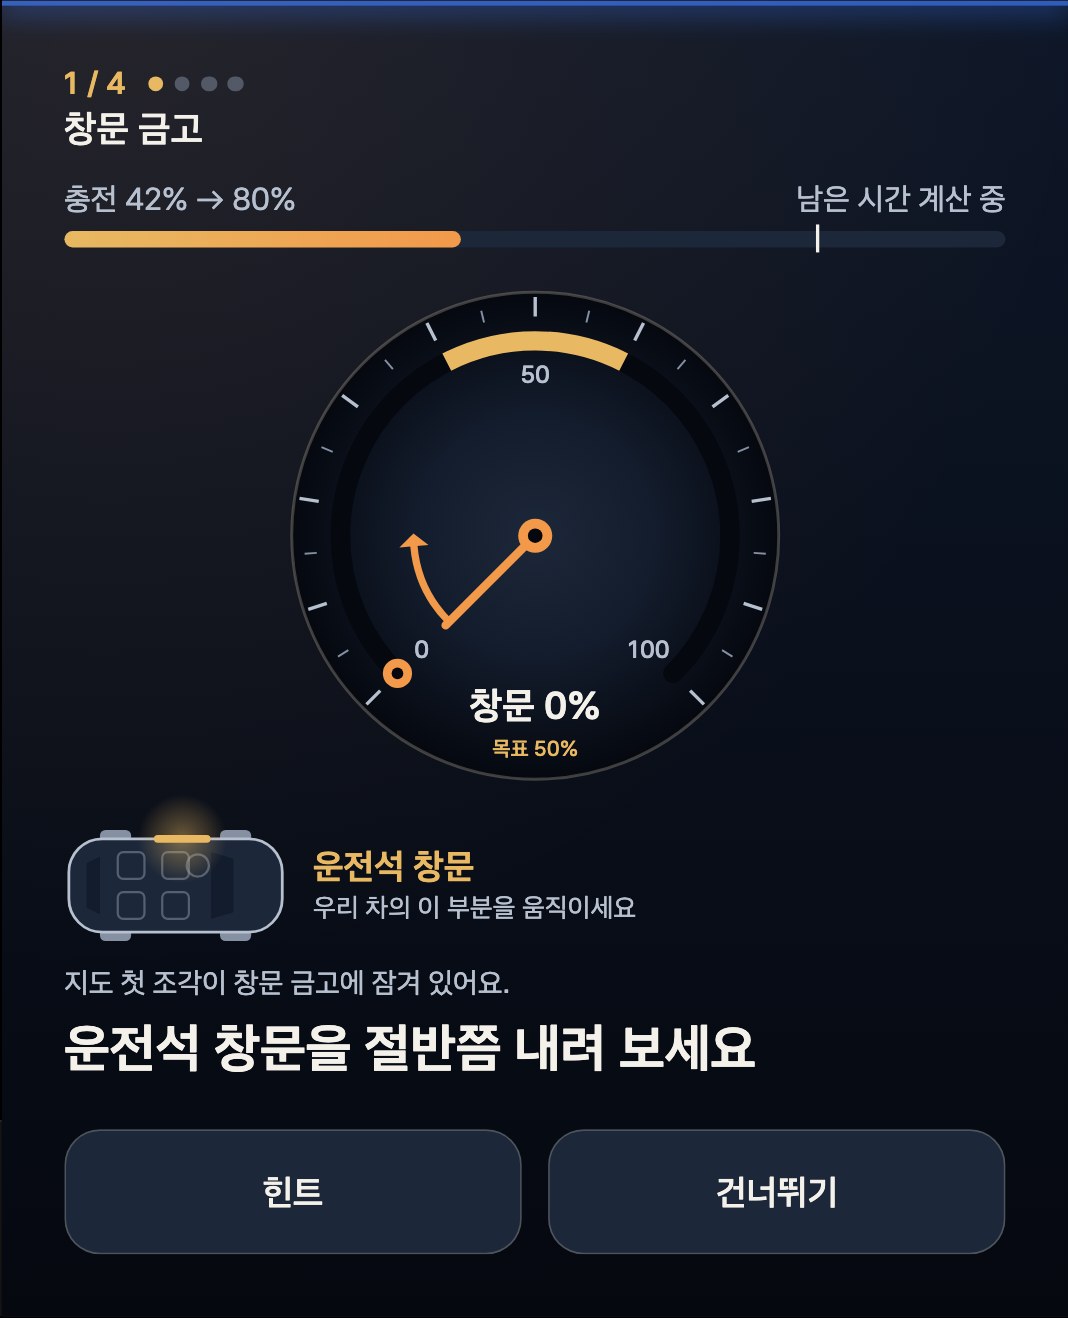 1 / 4
창문 금고
충전 42% → 80%
남은 시간 계산 중
50
0
100
창문 0%
목표 50%
운전석 창문
우리 차의 이 부분을 움직이세요
지도 첫 조각이 창문 금고에 잠겨 있어요.
운전석 창문을 절반쯤 내려 보세요
힌트
건너뛰기